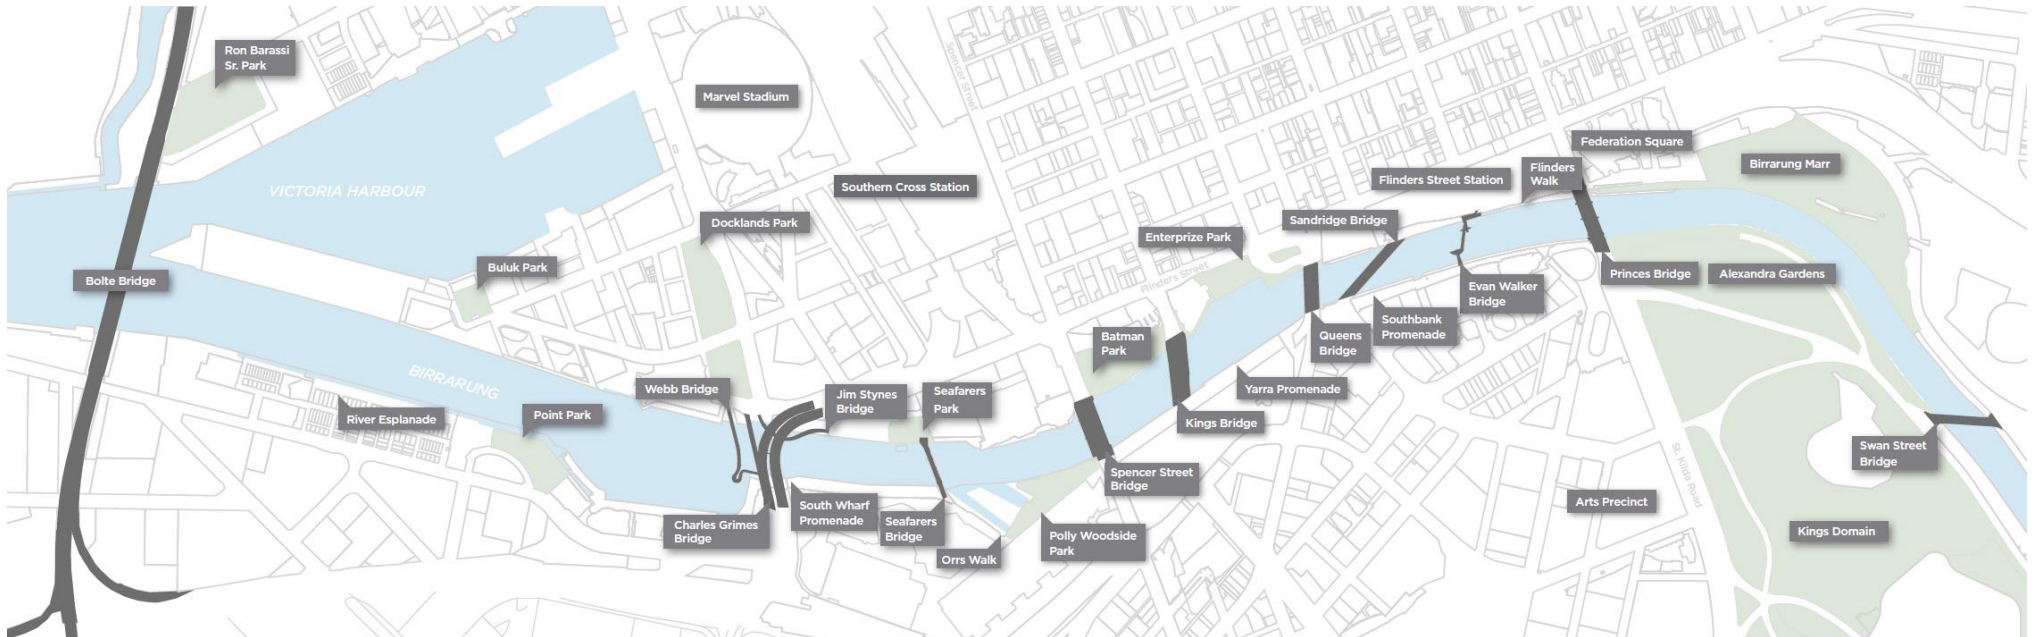 Ron Barassi
Sr. Park
Marvel Stadium
Spencer Street
VICTORIA HARBOUR
Southern Cross Station
Federation Square
Flinders Street Station
Flinders
Walk
Birrarung Marr
Docklands Park
Sandridge Bridge
Enterprize Park
Buluk Park
Bolte Bridge
Flinders Street
Princes Bridge
Alexandra Gardens
Evan Walker
Bridge
Southbank
Promenade
Queens
Bridge
Batman
Park
BIRRARUNG
Webb Bridge
Jim Stynes
Bridge
Seafarers
Park
Yarra Promenade
River Esplanade
Point Park
Kings Bridge
Swan Street
Bridge
Spencer Street
Bridge
St. Kilda Road
Arts Precinct
South Wharf
Promenade
Charles Grimes
Bridge
Seafarers
Bridge
Polly Woodside
Park
Orrs Walk
Kings Domain